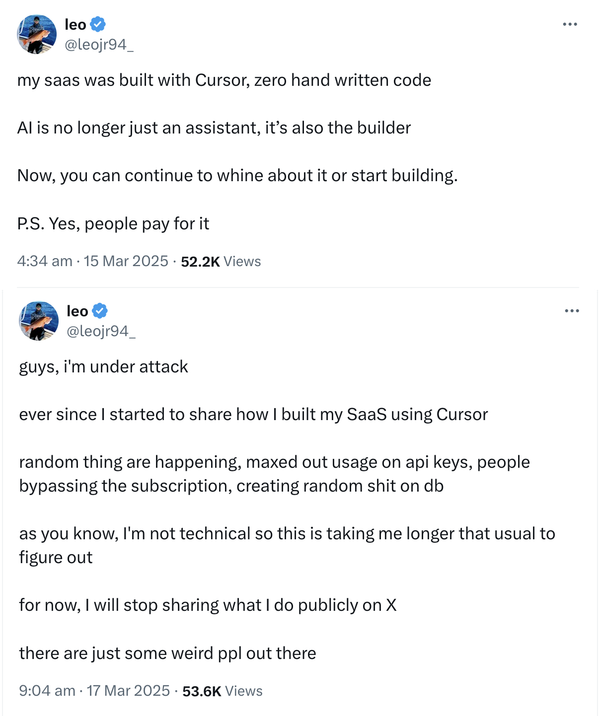 leo
@leojr94_
my saas was built with Cursor, zero hand written code
AI is no longer just an assistant, it’s also the builder
Now, you can continue to whine about it or start building.
P.S. Yes, people pay for it
4:34 am · 15 Mar 2025 · 52.2K Views
leo
@leojr94_
guys, i'm under attack
ever since I started to share how I built my SaaS using Cursor
random thing are happening, maxed out usage on api keys, people
bypassing the subscription, creating random shit on db
as you know, I'm not technical so this is taking me longer that usual to
figure out
for now, I will stop sharing what I do publicly on X
there are just some weird ppl out there
9:04 am · 17 Mar 2025 · 53.6K Views